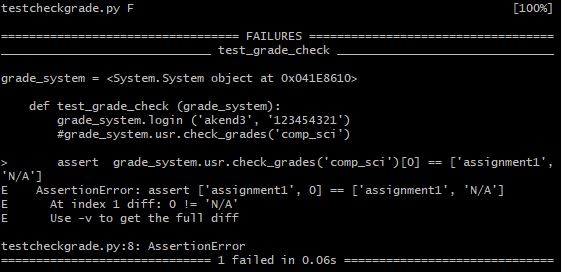 testcheckgrade.py F [100%]
================================== FAILURES ===================================
______________________________ test_grade_check _______________________________
grade_system = <System.System object at 0x041E8610>
def test_grade_check (grade_system):
grade_system.login ('akend3', '123454321')
#grade_system.usr.check_grades('comp_sci')
> assert  grade_system.usr.check_grades('comp_sci')[0] == ['assignment1',
'N/A']
E AssertionError: assert ['assignment1', 0] == ['assignment1', 'N/A']
E At index 1 diff: 0 != 'N/A'
E Use -v to get the full diff
testcheckgrade.py:8: AssertionError
============================== 1 failed in 0.06s ==============================